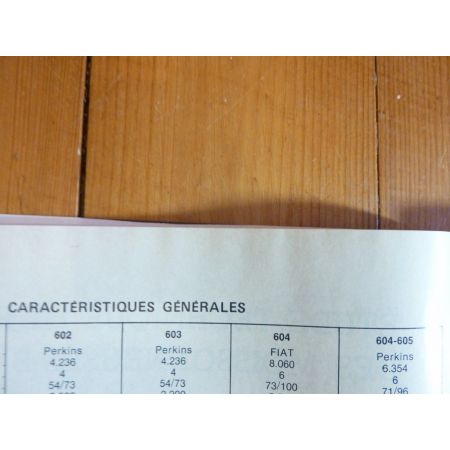 CARACTÉRISTIQUES GÉNÉRALES
602 603 604 604-605
Perkins Perkins FIAT Perkins
4.236 4.236 8.060 6.354
4 4 6 6
54/73 54/73 73/100 71/96